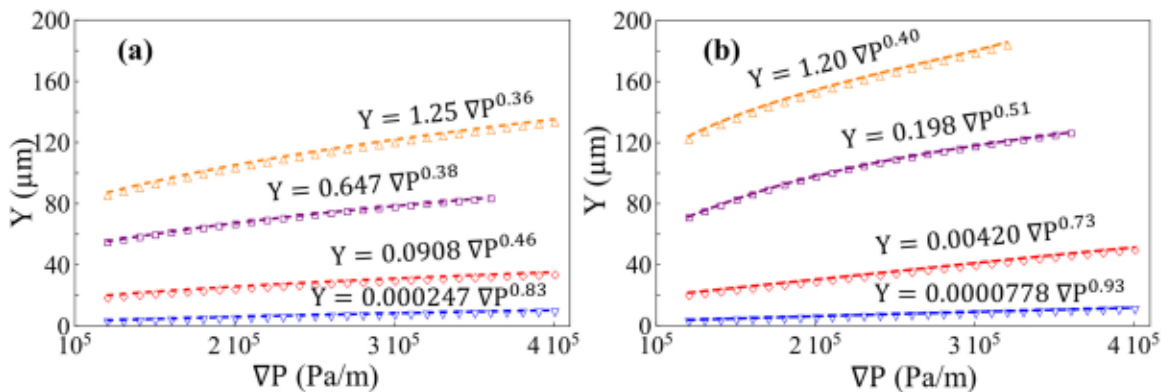 (a)
Y (μm)
200
160
120
80
40
0
Y = 1.25 ∇P^0.36
Y = 0.647 ∇P^0.38
Y = 0.0908 ∇P^0.46
Y = 0.000247 ∇P^0.83
10^5
2 10^5
3 10^5
4 10^5
∇P (Pa/m)
(b)
Y (μm)
200
160
120
80
40
0
Y = 1.20 ∇P^0.40
Y = 0.198 ∇P^0.51
Y = 0.00420 ∇P^0.73
Y = 0.0000778 ∇P^0.93
10^5
2 10^5
3 10^5
4 10^5
∇P (Pa/m)